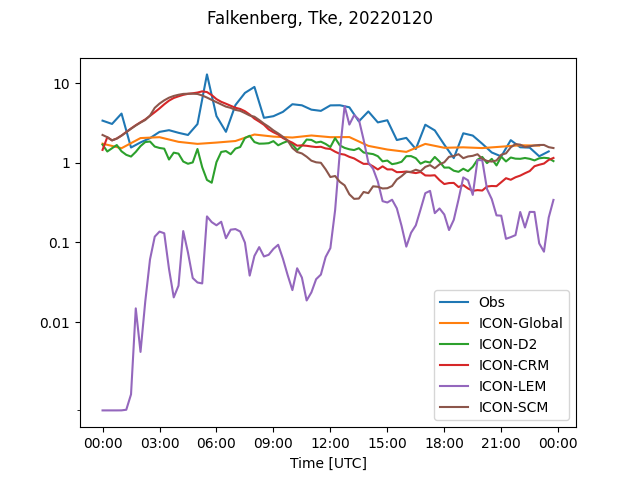 Falkenberg, Tke, 20220120
10
1
0.1
0.01
Obs
ICON-Global
ICON-D2
ICON-CRM
ICON-LEM
ICON-SCM
00:00 03:00 06:00 09:00 12:00 15:00 18:00 21:00 00:00
Time [UTC]